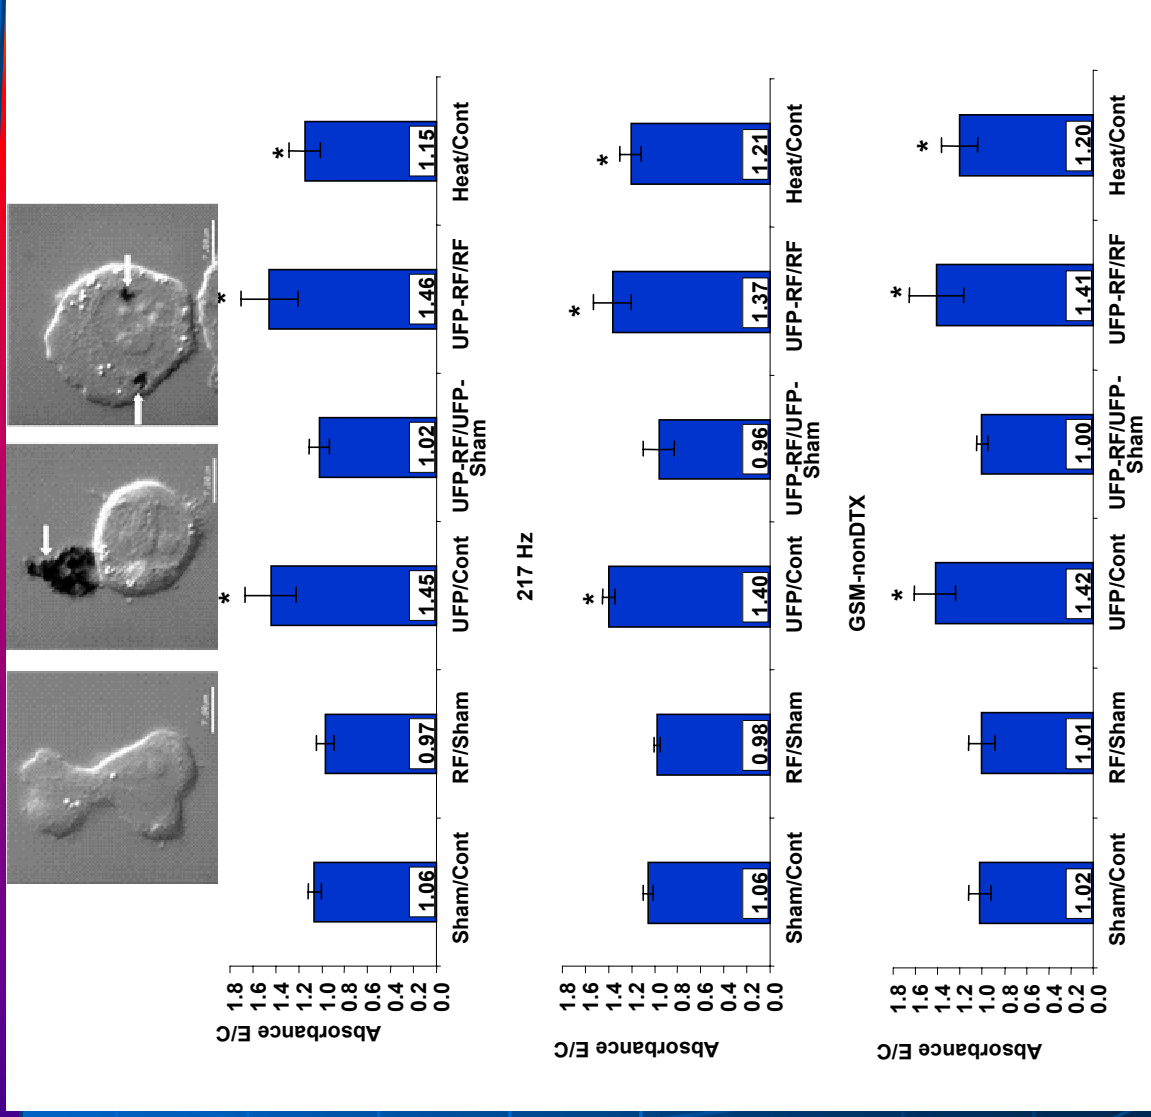 7.00µm
7.00µm
7.00µm
Absorbance E/C
1.8
1.6
1.4
1.2
1.0
0.8
0.6
0.4
0.2
0.0
*
*
*
1.06
0.97
1.45
1.02
1.46
1.15
Sham/Cont
RF/Sham
UFP/Cont
UFP-RF/UFP-
Sham
UFP-RF/RF
Heat/Cont
217 Hz
Absorbance E/C
1.8
1.6
1.4
1.2
1.0
0.8
0.6
0.4
0.2
0.0
*
*
*
1.06
0.98
1.40
0.96
1.37
1.21
Sham/Cont
RF/Sham
UFP/Cont
UFP-RF/UFP-
Sham
UFP-RF/RF
Heat/Cont
GSM-nonDTX
Absorbance E/C
1.8
1.6
1.4
1.2
1.0
0.8
0.6
0.4
0.2
0.0
*
*
*
1.02
1.01
1.42
1.00
1.41
1.20
Sham/Cont
RF/Sham
UFP/Cont
UFP-RF/UFP-
Sham
UFP-RF/RF
Heat/Cont